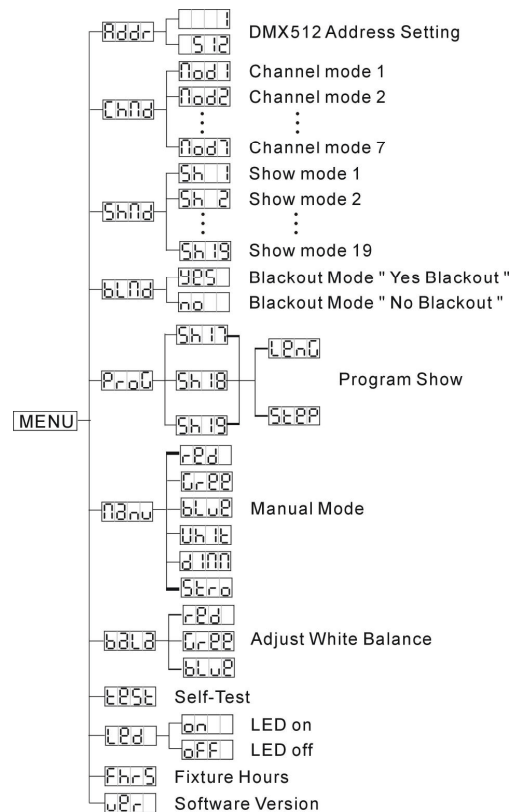 Addr 1
512 DMX512 Address Setting
ChMd Mod1 Channel mode 1
Mod2 Channel mode 2
Mod7 Channel mode 7
ShMd Sh 1 Show mode 1
Sh 2 Show mode 2
Sh19 Show mode 19
bLMd YeS Blackout Mode " Yes Blackout "
no Blackout Mode " No Blackout "
ProG Sh17 LenG
Sh18 Program Show
Sh19 SteP
MENU
Manu red
Gree
bLue Manual Mode
Whit
diMM
Stro
baLa red
Gree Adjust White Balance
bLue
teSt Self-Test
Led on LED on
oFF LED off
FhrS Fixture Hours
ver Software Version